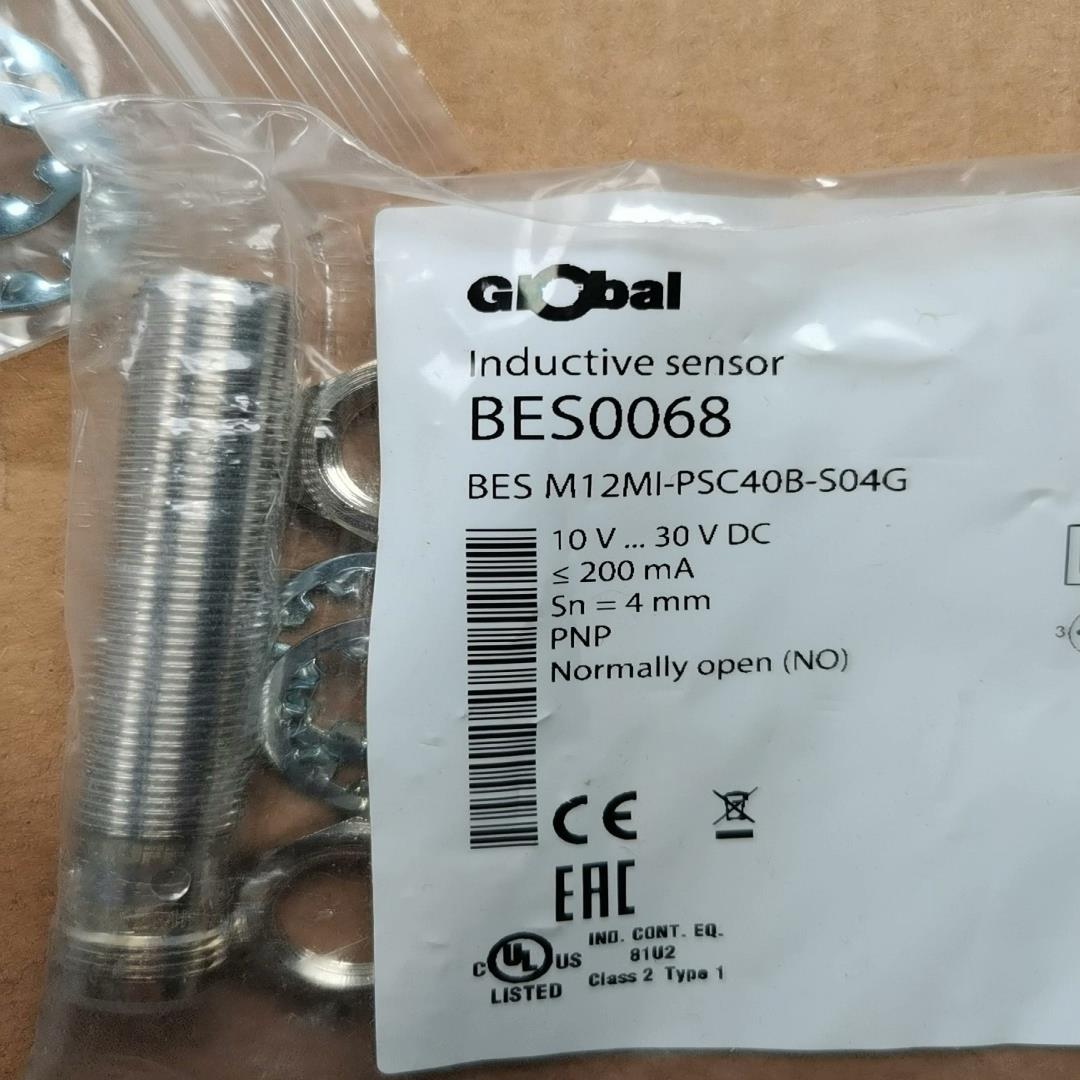 Global
Inductive sensor
BES0068
BES M12MI-PSC40B-S04G
10 V ... 30 V DC
≤ 200 mA
Sn = 4 mm
PNP
Normally open (NO)
3
CE
EAC
C UL US
LISTED
IND. CONT. EQ.
81U2
Class 2 Type 1